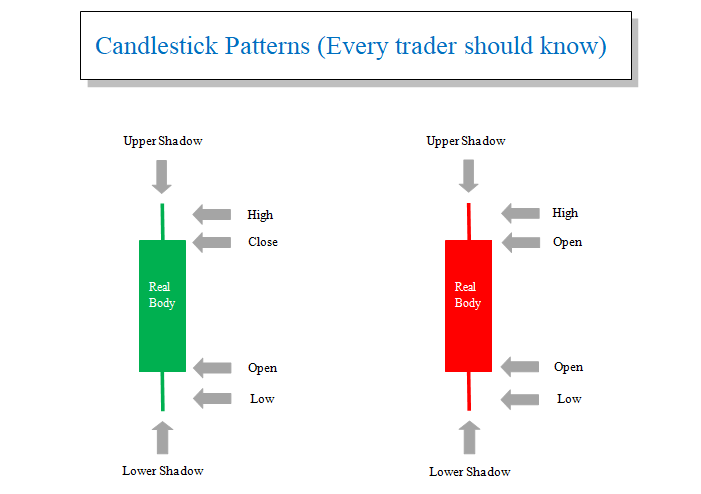 Candlestick Patterns (Every trader should know)
Upper Shadow
Upper Shadow
High
High
Close
Open
Real
Body
Real
Body
Open
Open
Low
Low
Lower Shadow
Lower Shadow